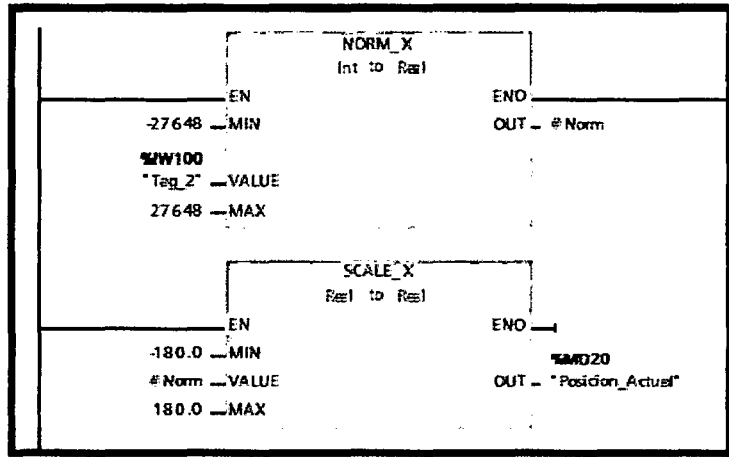 NORM_X
Int to Real
EN ENO
-27648 MIN OUT #Norm
%IW100
"Tag_2" VALUE
27648 MAX
SCALE_X
Real to Real
EN ENO
-180.0 MIN
%MD20
#Norm VALUE OUT "Posicion_Actual"
180.0 MAX